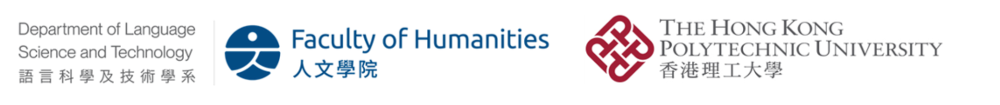 Department of Language
Science and Technology
語言科學及技術學系
Faculty of Humanities
人文學院
THE HONG KONG
POLYTECHNIC UNIVERSITY
香港理工大學